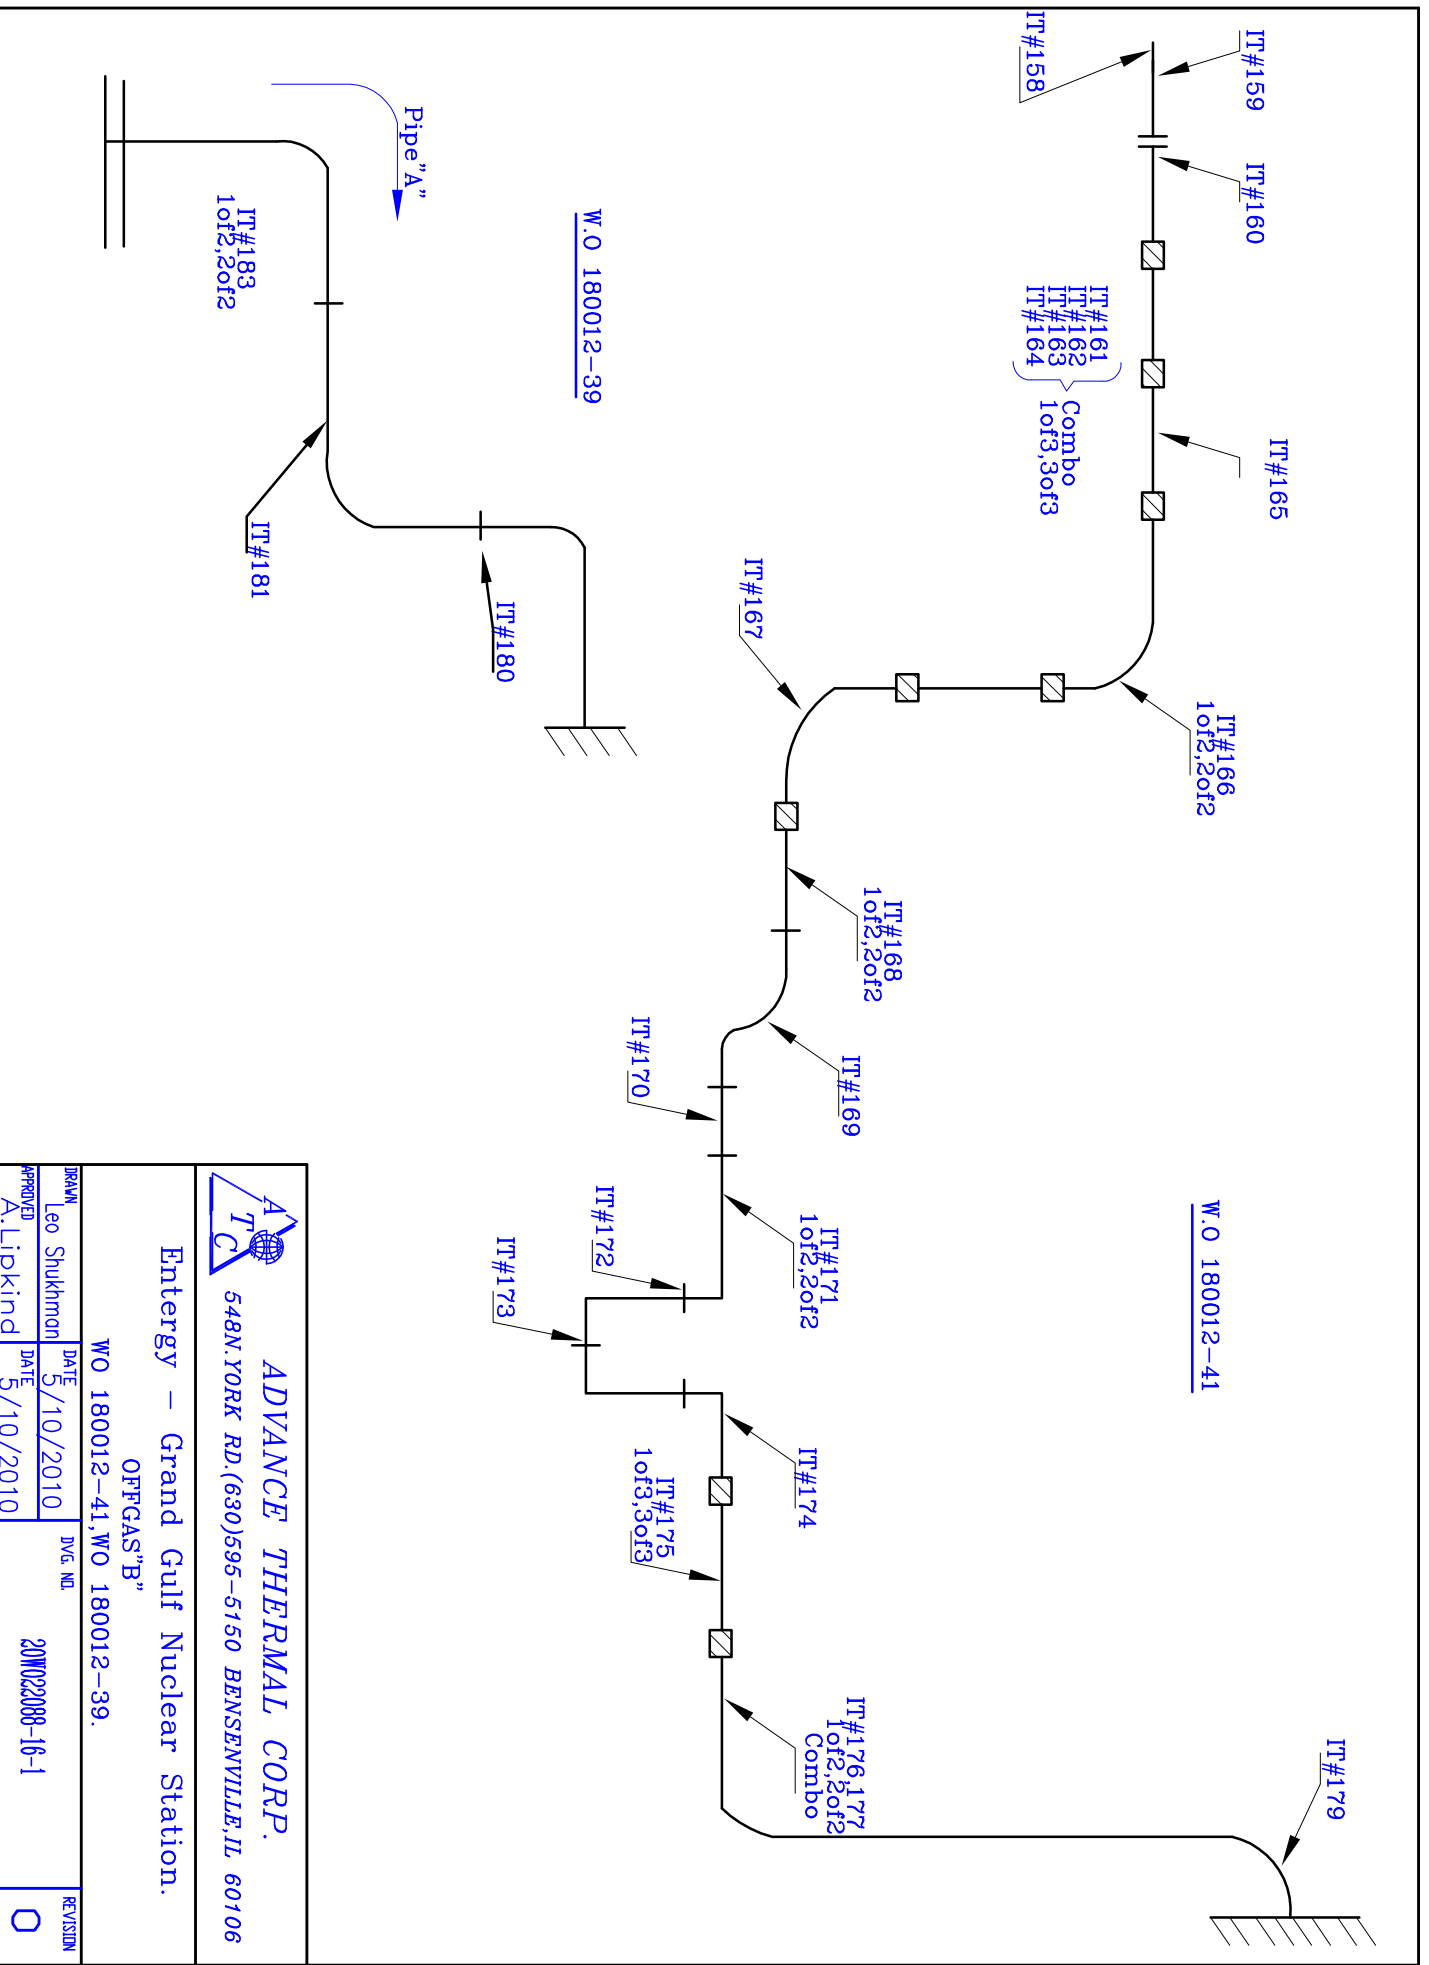 IT#159
IT#158
IT#160
IT#161
IT#162
IT#163
IT#164
Combo
1of3,3of3
IT#165
IT#166
1of2,2of2
IT#167
IT#168
1of2,2of2
IT#169
IT#170
IT#171
1of2,2of2
IT#172
IT#173
IT#174
IT#175
1of3,3of3
IT#176,177
1of2,2of2
Combo
IT#179
W.O 180012-41
W.O 180012-39
Pipe"A"
IT#183
1of2,2of2
IT#181
IT#180
A T C
ADVANCE THERMAL CORP.
548N.YORK RD.(630)595-5150 BENSENVILLE,IL 60106
Entergy - Grand Gulf Nuclear Station.
OFFGAS"B"
WO 180012-41,WO 180012-39.
DRAWN
Leo Shukhman
DATE
5/10/2010
DVG. NO.
20W022088-16-1
REVISION
0
APPROVED
A.Lipkind
DATE
5/10/2010